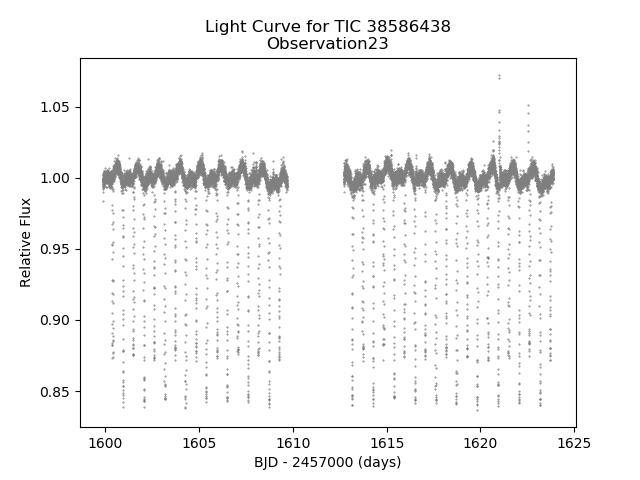 Light Curve for TIC 38586438
Observation23
Relative Flux
1.05
1.00
0.95
0.90
0.85
1600
1605
1610
1615
1620
1625
BJD - 2457000 (days)